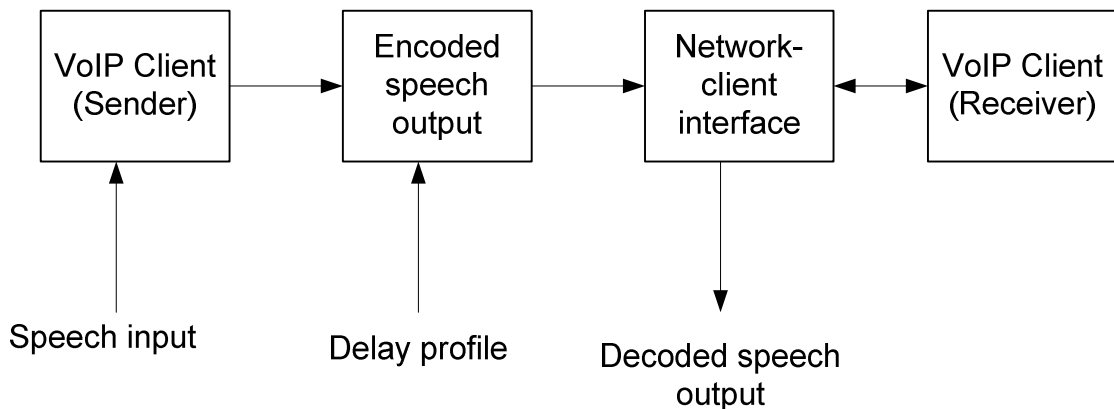 VoIP Client
(Sender)
Encoded
speech
output
Network-
client
interface
VoIP Client
(Receiver)
Speech input
Delay profile
Decoded speech
output